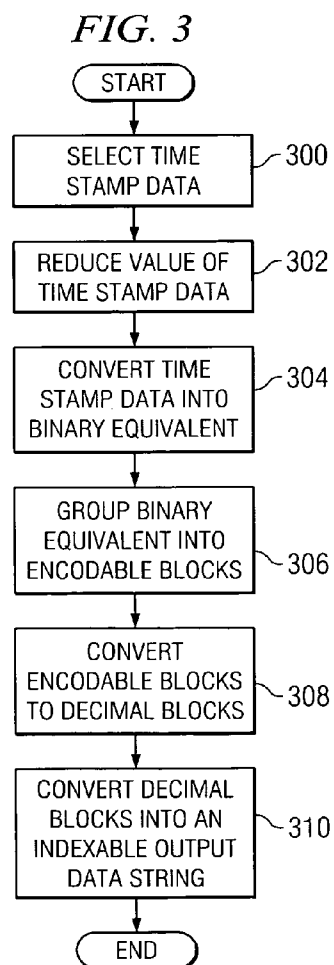 FIG. 3
START
SELECT TIME
STAMP DATA
300
REDUCE VALUE OF
TIME STAMP DATA
302
CONVERT TIME
STAMP DATA INTO
BINARY EQUIVALENT
304
GROUP BINARY
EQUIVALENT INTO
ENCODABLE BLOCKS
306
CONVERT
ENCODABLE BLOCKS
TO DECIMAL BLOCKS
308
CONVERT DECIMAL
BLOCKS INTO AN
INDEXABLE OUTPUT
DATA STRING
310
END